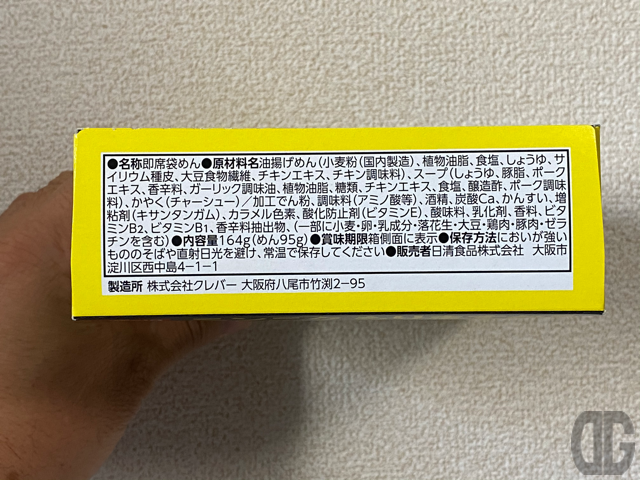 ●名称即席袋めん●原材料名油揚げめん(小麦粉(国内製造)、植物油脂、食塩、しょうゆ、サ
イリウム種皮、大豆食物繊維、チキンエキス、チキン調味料)、スープ(しょうゆ、豚脂、ポーク
エキス、香辛料、ガーリック調味油、植物油脂、糖類、チキンエキス、食塩、醸造酢、ポーク調味
料)、かやく(チャーシュー)/加工でん粉、調味料(アミノ酸等)、酒精、炭酸Ca、かんすい、増
粘剤(キサンタンガム)、カラメル色素、酸化防止剤(ビタミンE)、酸味料、乳化剤、香料、ビタ
ミンB2、ビタミンB1、香辛料抽出物、(一部に小麦・卵・乳成分・落花生・大豆・鶏肉・豚肉・ゼラ
チンを含む)●内容量164g(めん95g)●賞味期限箱側面に表示●保存方法においが強い
もののそばや直射日光を避け、常温で保存してください●販売者日清食品株式会社 大阪市
淀川区西中島4-1-1
製造所 株式会社クレバー 大阪府八尾市竹渕2-95
DG